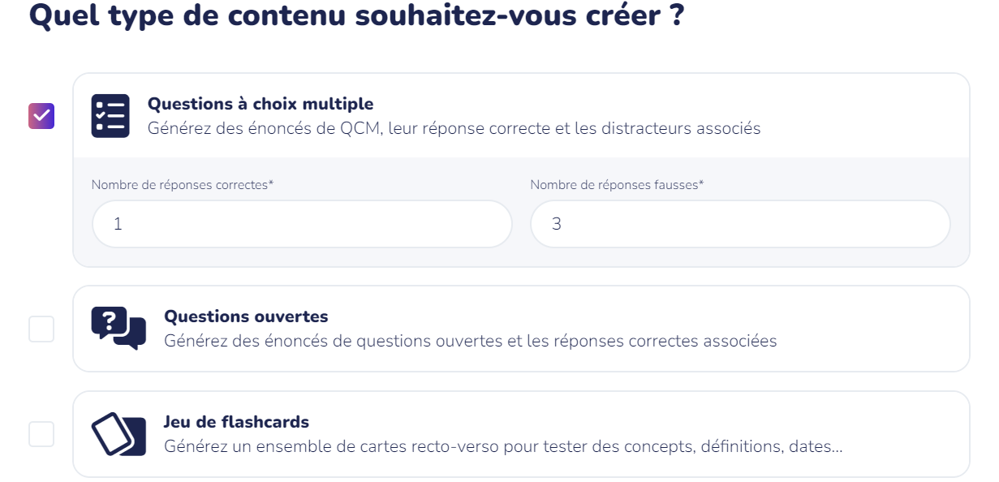 Quel type de contenu souhaitez-vous créer ?
Questions à choix multiple
Générez des énoncés de QCM, leur réponse correcte et les distracteurs associés
Nombre de réponses correctes*
Nombre de réponses fausses*
1
3
Questions ouvertes
Générez des énoncés de questions ouvertes et les réponses correctes associées
Jeu de flashcards
Générez un ensemble de cartes recto-verso pour tester des concepts, définitions, dates...